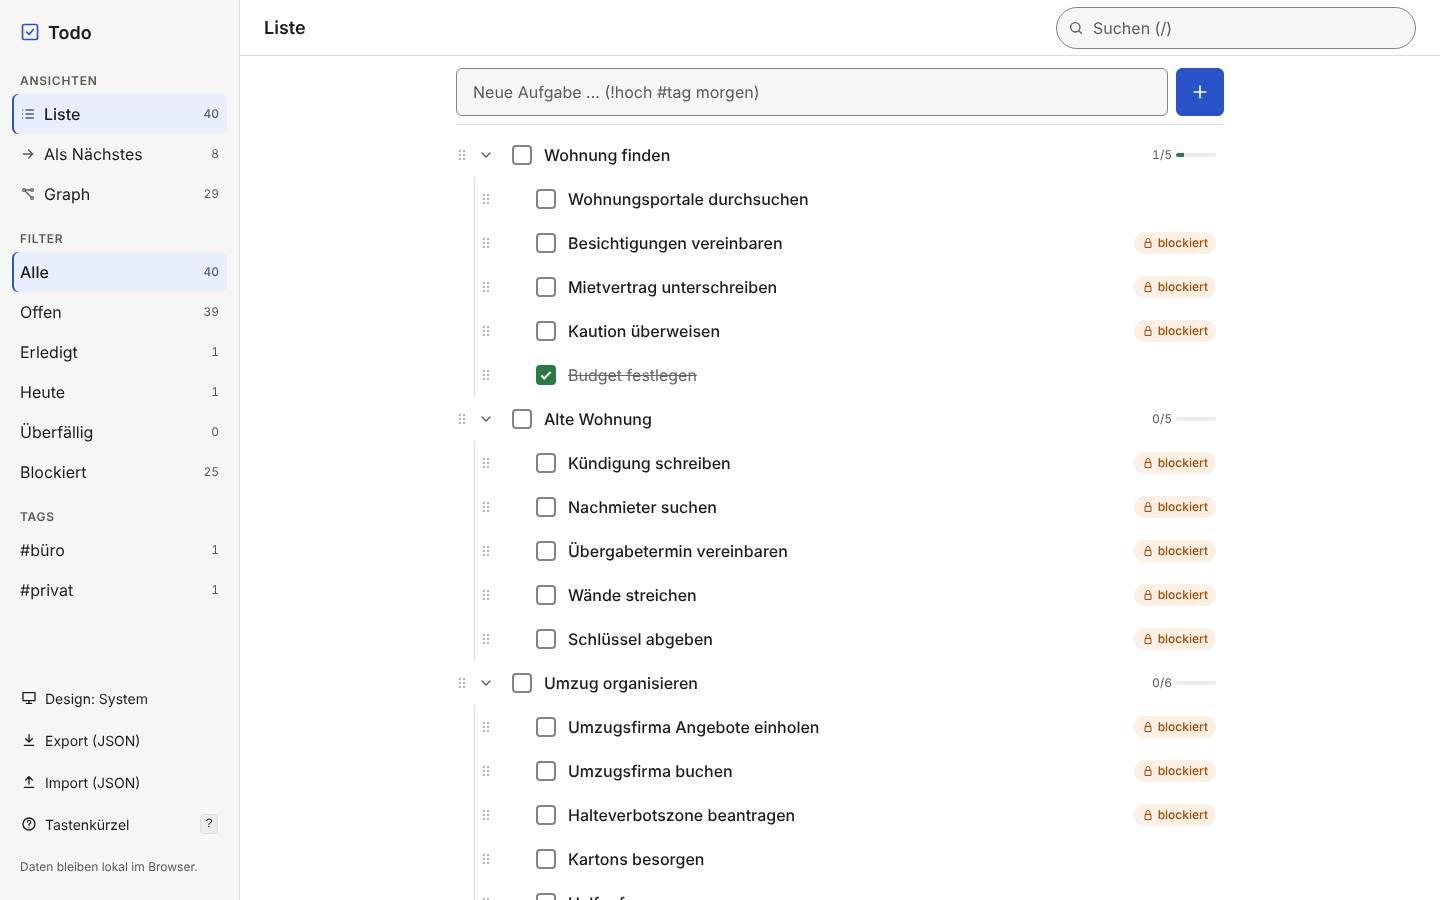 Todo
ANSICHTEN
Liste 40
Als Nächstes 8
Graph 29
FILTER
Alle 40
Offen 39
Erledigt 1
Heute 1
Überfällig 0
Blockiert 25
TAGS
#büro 1
#privat 1
Design: System
Export (JSON)
Import (JSON)
Tastenkürzel ?
Daten bleiben lokal im Browser.
Liste
Suchen (/)
Neue Aufgabe … (!hoch #tag morgen)
Wohnung finden 1/5
Wohnungsportale durchsuchen
Besichtigungen vereinbaren blockiert
Mietvertrag unterschreiben blockiert
Kaution überweisen blockiert
Budget festlegen
Alte Wohnung 0/5
Kündigung schreiben blockiert
Nachmieter suchen blockiert
Übergabetermin vereinbaren blockiert
Wände streichen blockiert
Schlüssel abgeben blockiert
Umzug organisieren 0/6
Umzugsfirma Angebote einholen blockiert
Umzugsfirma buchen blockiert
Halteverbotszone beantragen blockiert
Kartons besorgen